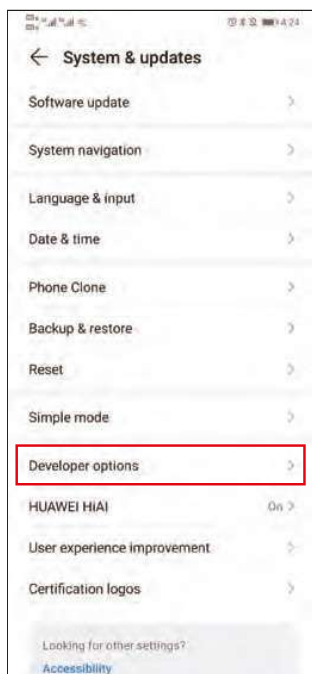 4:24
System & updates
Software update
System navigation
Language & input
Date & time
Phone Clone
Backup & restore
Reset
Simple mode
Developer options
HUAWEI HiAI On
User experience improvement
Certification logos
Looking for other settings?
Accessibility